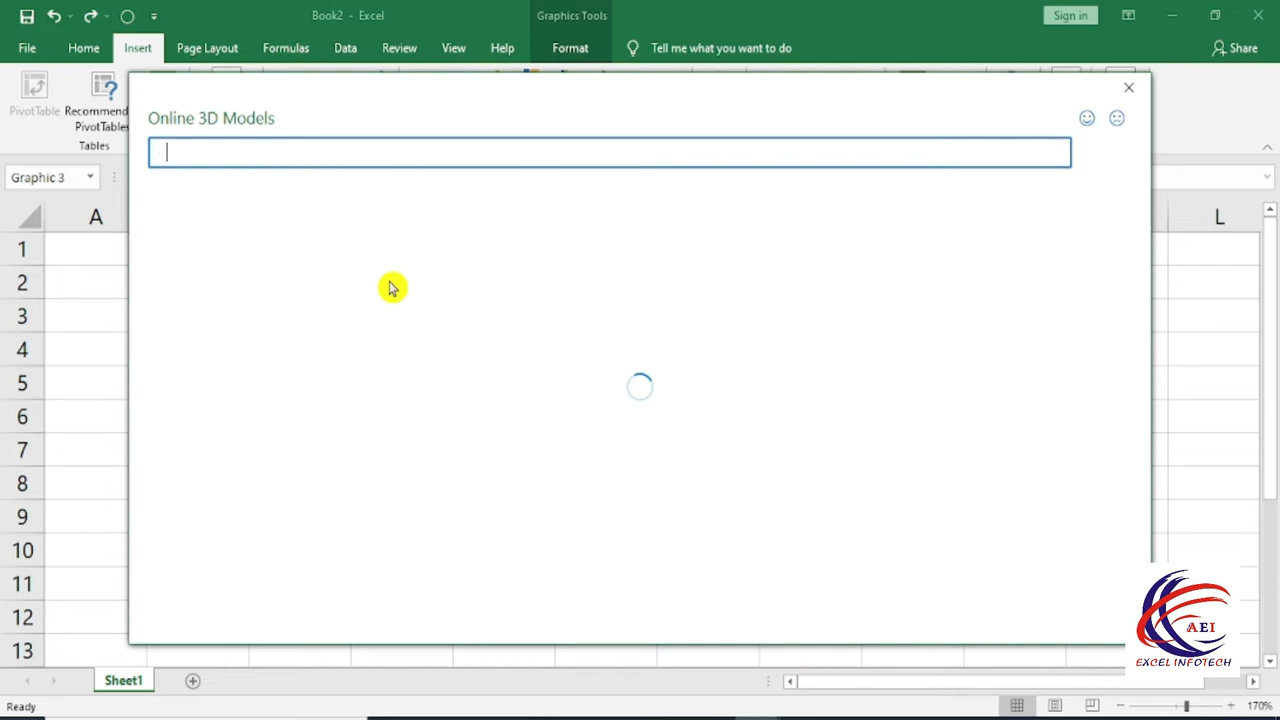 Book2 - Excel
Graphics Tools
Sign in
File
Home
Insert
Page Layout
Formulas
Data
Review
View
Help
Format
Tell me what you want to do
Share
PivotTable
Recommend
PivotTables
Tables
Online 3D Models
Graphic 3
A
L
1
2
3
4
5
6
7
8
9
10
11
12
13
AEI
EXCEL INFOTECH
Sheet1
Ready
170%